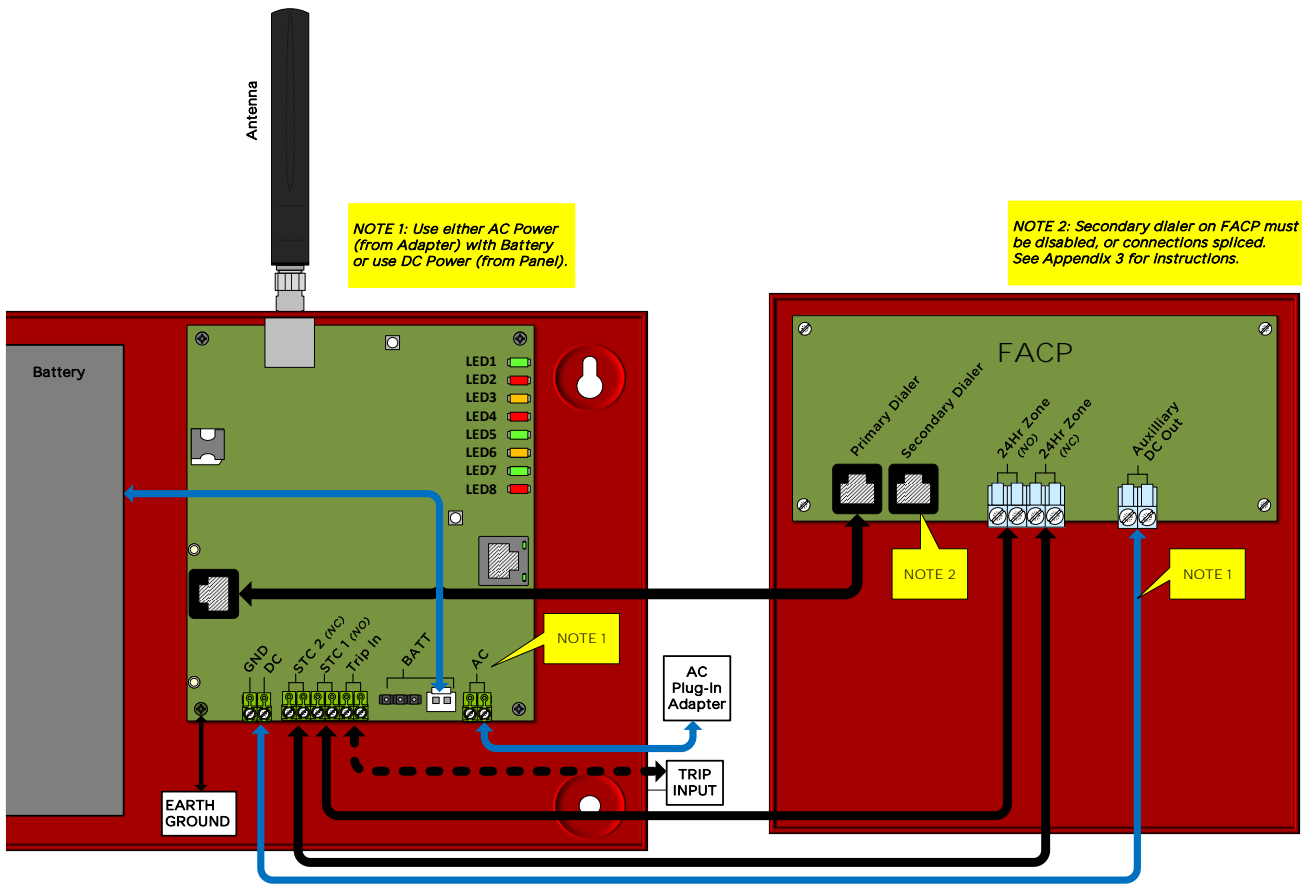 Antenna
NOTE 1: Use either AC Power
(from Adapter) with Battery
or use DC Power (from Panel).
NOTE 2: Secondary dialer on FACP must
be disabled, or connections spliced.
See Appendix 3 for instructions.
Battery
LED1
LED2
LED3
LED4
LED5
LED6
LED7
LED8
FACP
Primary Dialer
Secondary Dialer
24Hr Zone
(NO)
24Hr Zone
(NC)
Auxilliary
DC Out
NOTE 2
NOTE 1
NOTE 1
GND
DC
STC 2 (NC)
STC 1 (NO)
Trip In
BATT
AC
AC
Plug-In
Adapter
TRIP
INPUT
EARTH
GROUND